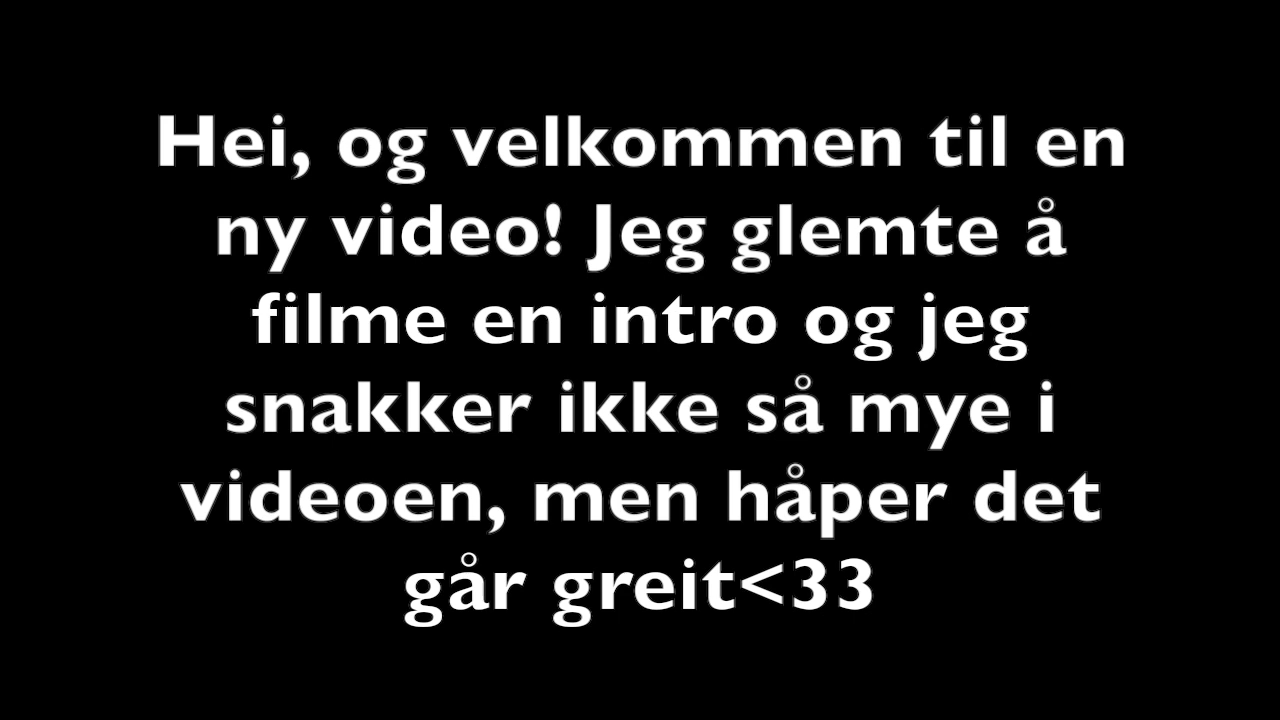 Hei, og velkommen til en
ny video! Jeg glemte å
filme en intro og jeg
snakker ikke så mye i
videoen, men håper det
går greit<33